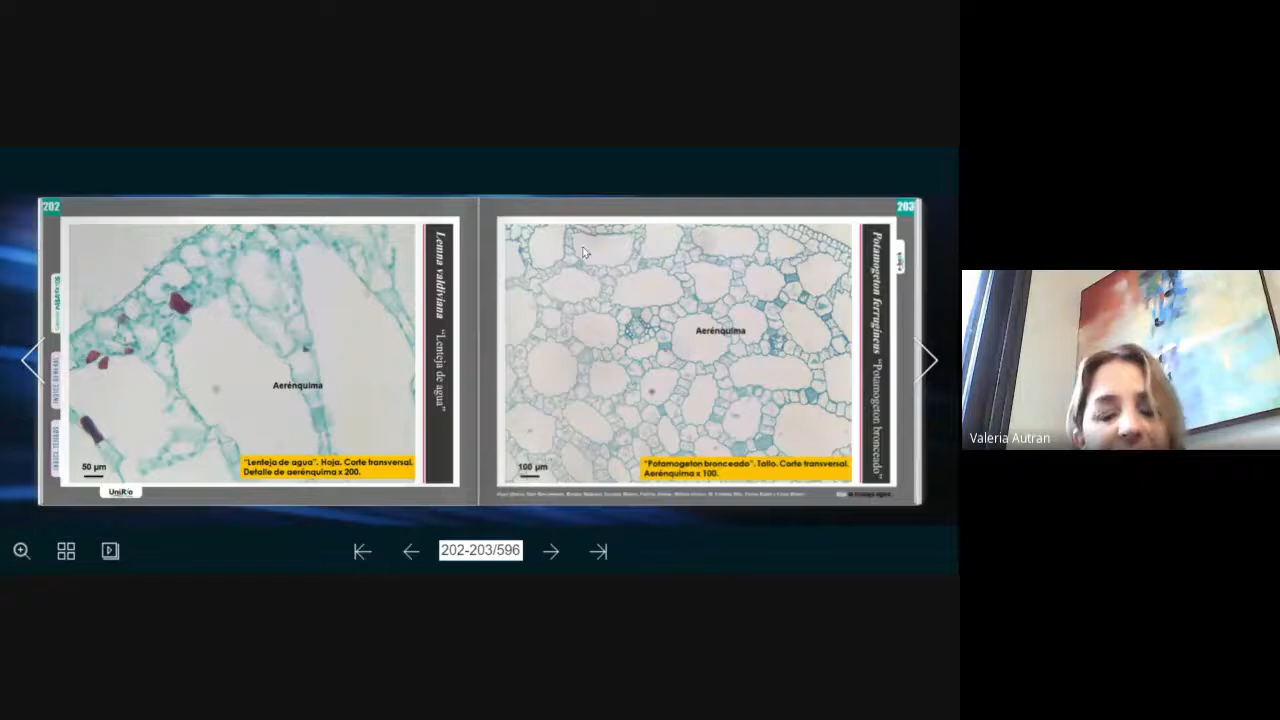 202
203
Lemna valdiviana "Lenteja de agua"
Aerénquima
50 µm
"Lenteja de agua". Hoja. Corte transversal.
Detalle de aerénquima x 200.
UniRío
Potamogeton ferrugineus "Potamogeton bronceado"
Aerénquima
100 µm
"Potamogeton bronceado". Tallo. Corte transversal.
Aerénquima x 100.
202-203/596
Valeria Autran